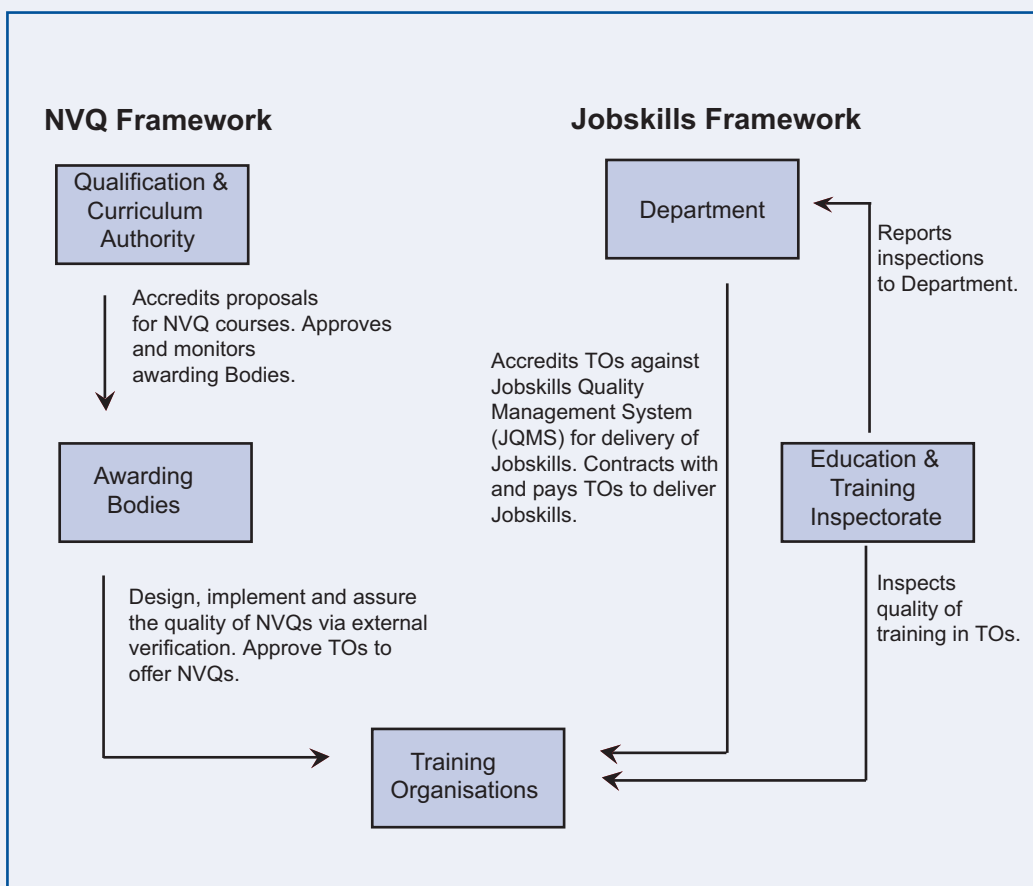 NVQ Framework
Qualification &
Curriculum
Authority
Accredits proposals
for NVQ courses. Approves
and monitors
awarding Bodies.
Awarding
Bodies
Design, implement and assure
the quality of NVQs via external
verification. Approve TOs to
offer NVQs.
Jobskills Framework
Department
Reports
inspections
to Department.
Accredits TOs against
Jobskills Quality
Management System
(JQMS) for delivery of
Jobskills. Contracts with
and pays TOs to deliver
Jobskills.
Education &
Training
Inspectorate
Inspects
quality of
training in TOs.
Training
Organisations